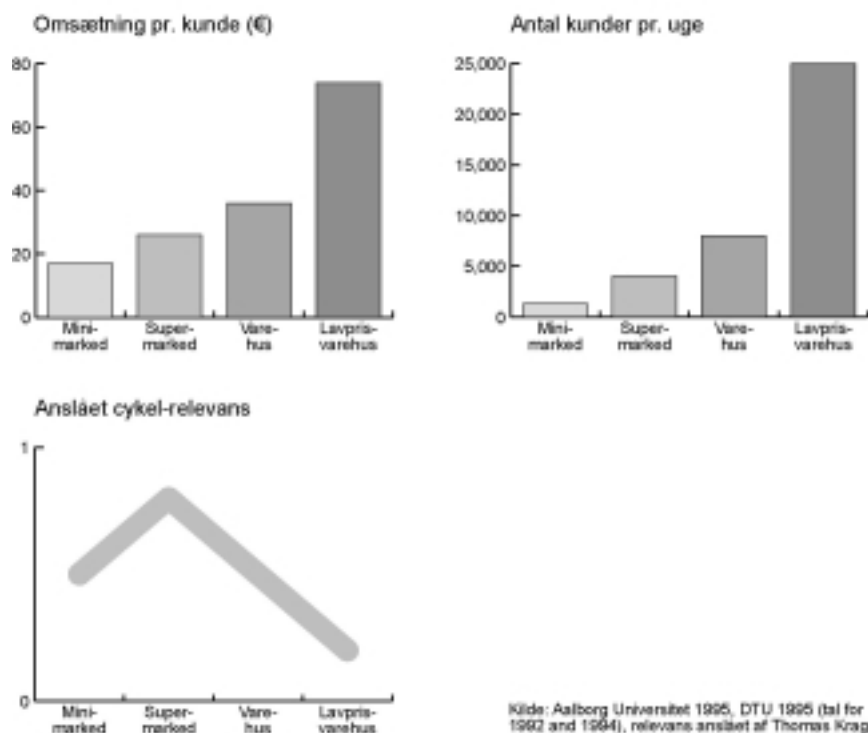 Omsætning pr. kunde (€)
80
60
40
20
0
Mini-
marked
Super-
marked
Vare-
hus
Lavpris-
varehus
Antal kunder pr. uge
25,000
20,000
15,000
10,000
5,000
0
Mini-
marked
Super-
marked
Vare-
hus
Lavpris-
varehus
Anslået cykel-relevans
1
0
Mini-
marked
Super-
marked
Vare-
hus
Lavpris-
varehus
Kilde: Aalborg Universitet 1995, DTU 1995 (tal for
1992 and 1994), relevans anslået af Thomas Krag